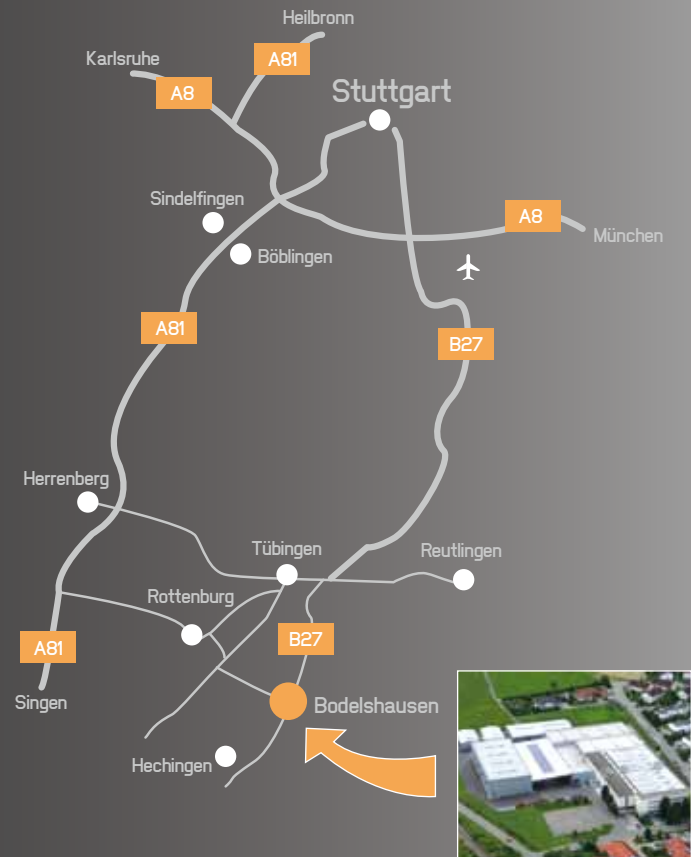 Heilbronn
Karlsruhe
A81
A8
Stuttgart
Sindelfingen
A8
München
Böblingen
A81
B27
Herrenberg
Tübingen
Reutlingen
Rottenburg
B27
A81
Singen
Bodelshausen
Hechingen